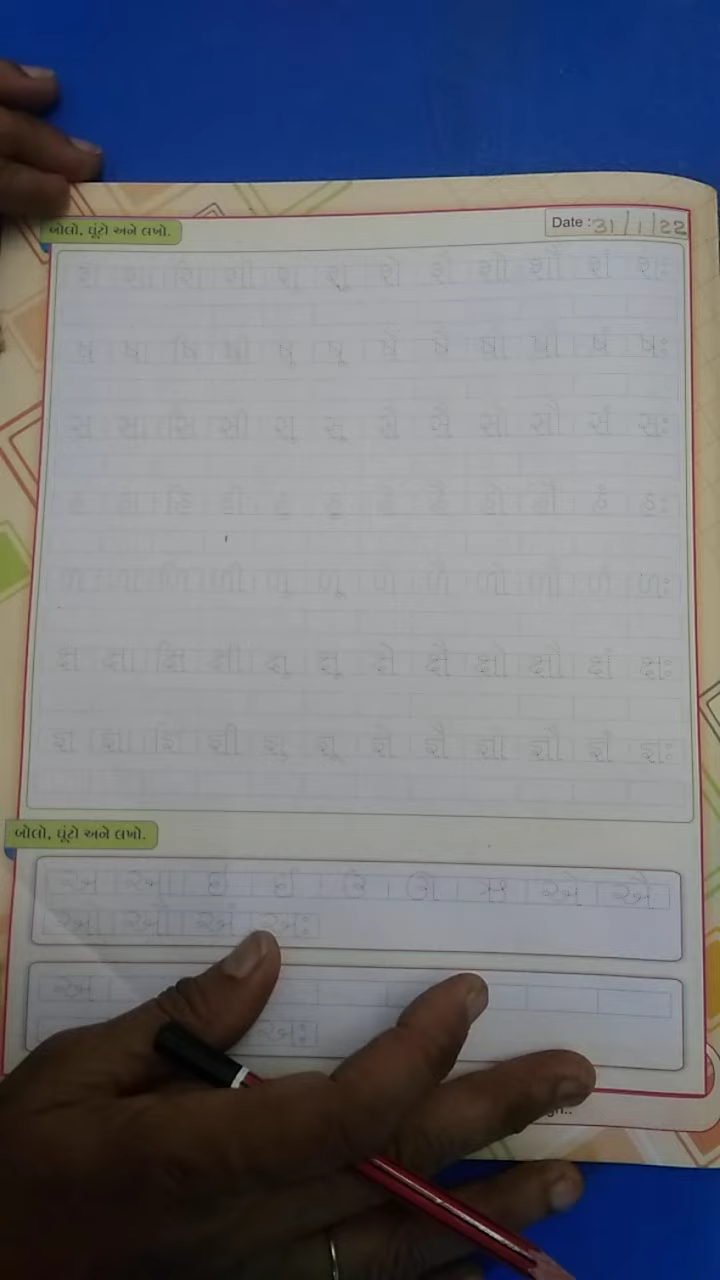 બોલો, ઘૂંટો અને લખો.
Date : 31/1/22
શ શા શિ શી શુ શૂ શે શૈ શો શૌ શં શઃ
ષ ષા ષિ ષી ષુ ષૂ ષે ષૈ ષો ષૌ ષં ષઃ
સ સા સિ સી સુ સૂ સે સૈ સો સૌ સં સઃ
હ હા હિ હી હુ હૂ હે હૈ હો હૌ હં હઃ
ળ ળા ળિ ળી ળુ ળૂ ળે ળૈ ળો ળૌ ળં ળઃ
ક્ષ ક્ષા ક્ષિ ક્ષી ક્ષુ ક્ષૂ ક્ષે ક્ષૈ ક્ષો ક્ષૌ ક્ષં ક્ષઃ
જ્ઞ જ્ઞા જ્ઞિ જ્ઞી જ્ઞુ જ્ઞૂ જ્ઞે જ્ઞૈ જ્ઞો જ્ઞૌ જ્ઞં જ્ઞઃ
બોલો, ઘૂંટો અને લખો.
અ આ ઇ ઈ ઉ ઊ ઋ એ ઐ
ઓ ઔ અં અઃ
અ
અઃ